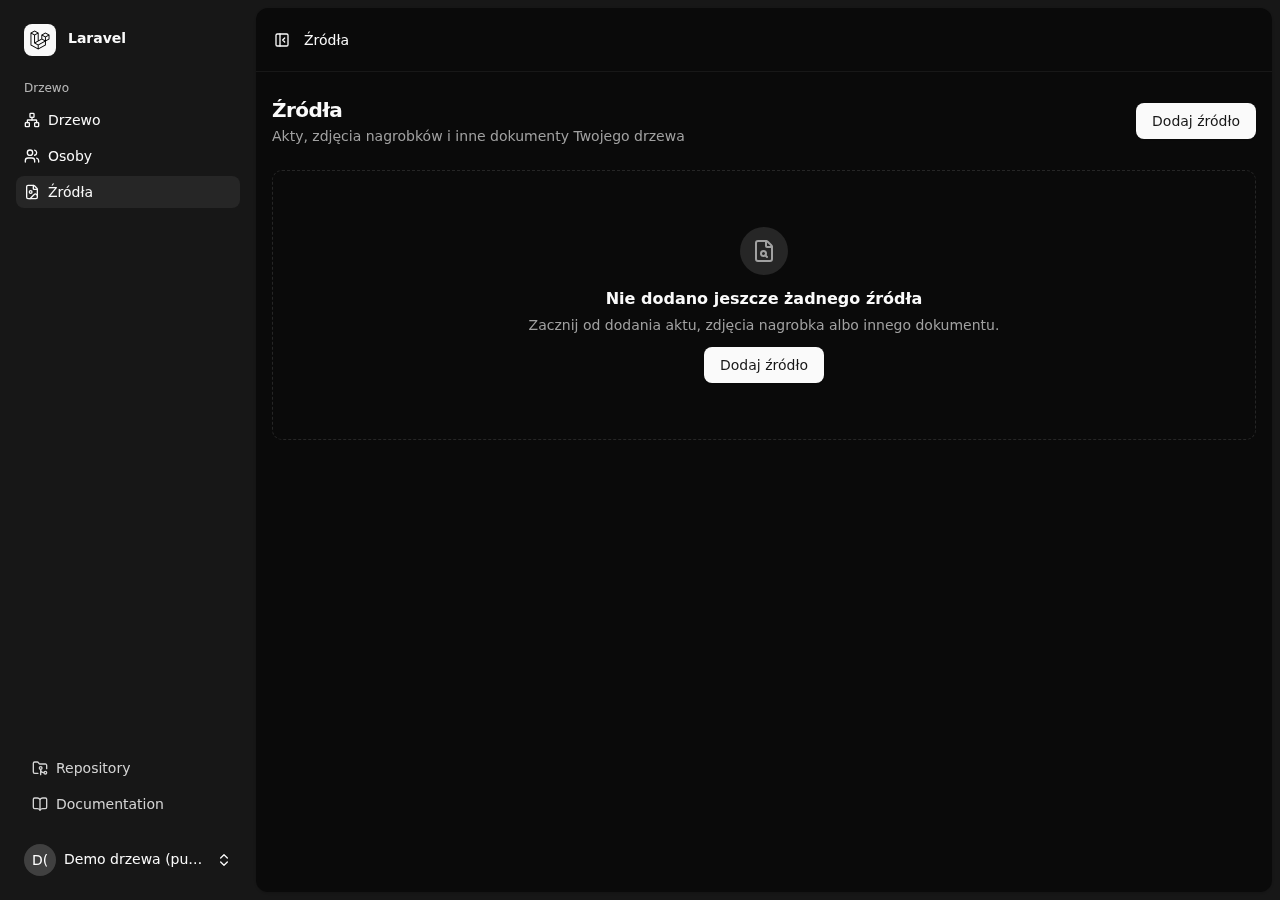 Laravel
Drzewo
Drzewo
Osoby
Źródła
Repository
Documentation
D(
Demo drzewa (pu...
Źródła
Źródła
Akty, zdjęcia nagrobków i inne dokumenty Twojego drzewa
Dodaj źródło
Nie dodano jeszcze żadnego źródła
Zacznij od dodania aktu, zdjęcia nagrobka albo innego dokumentu.
Dodaj źródło